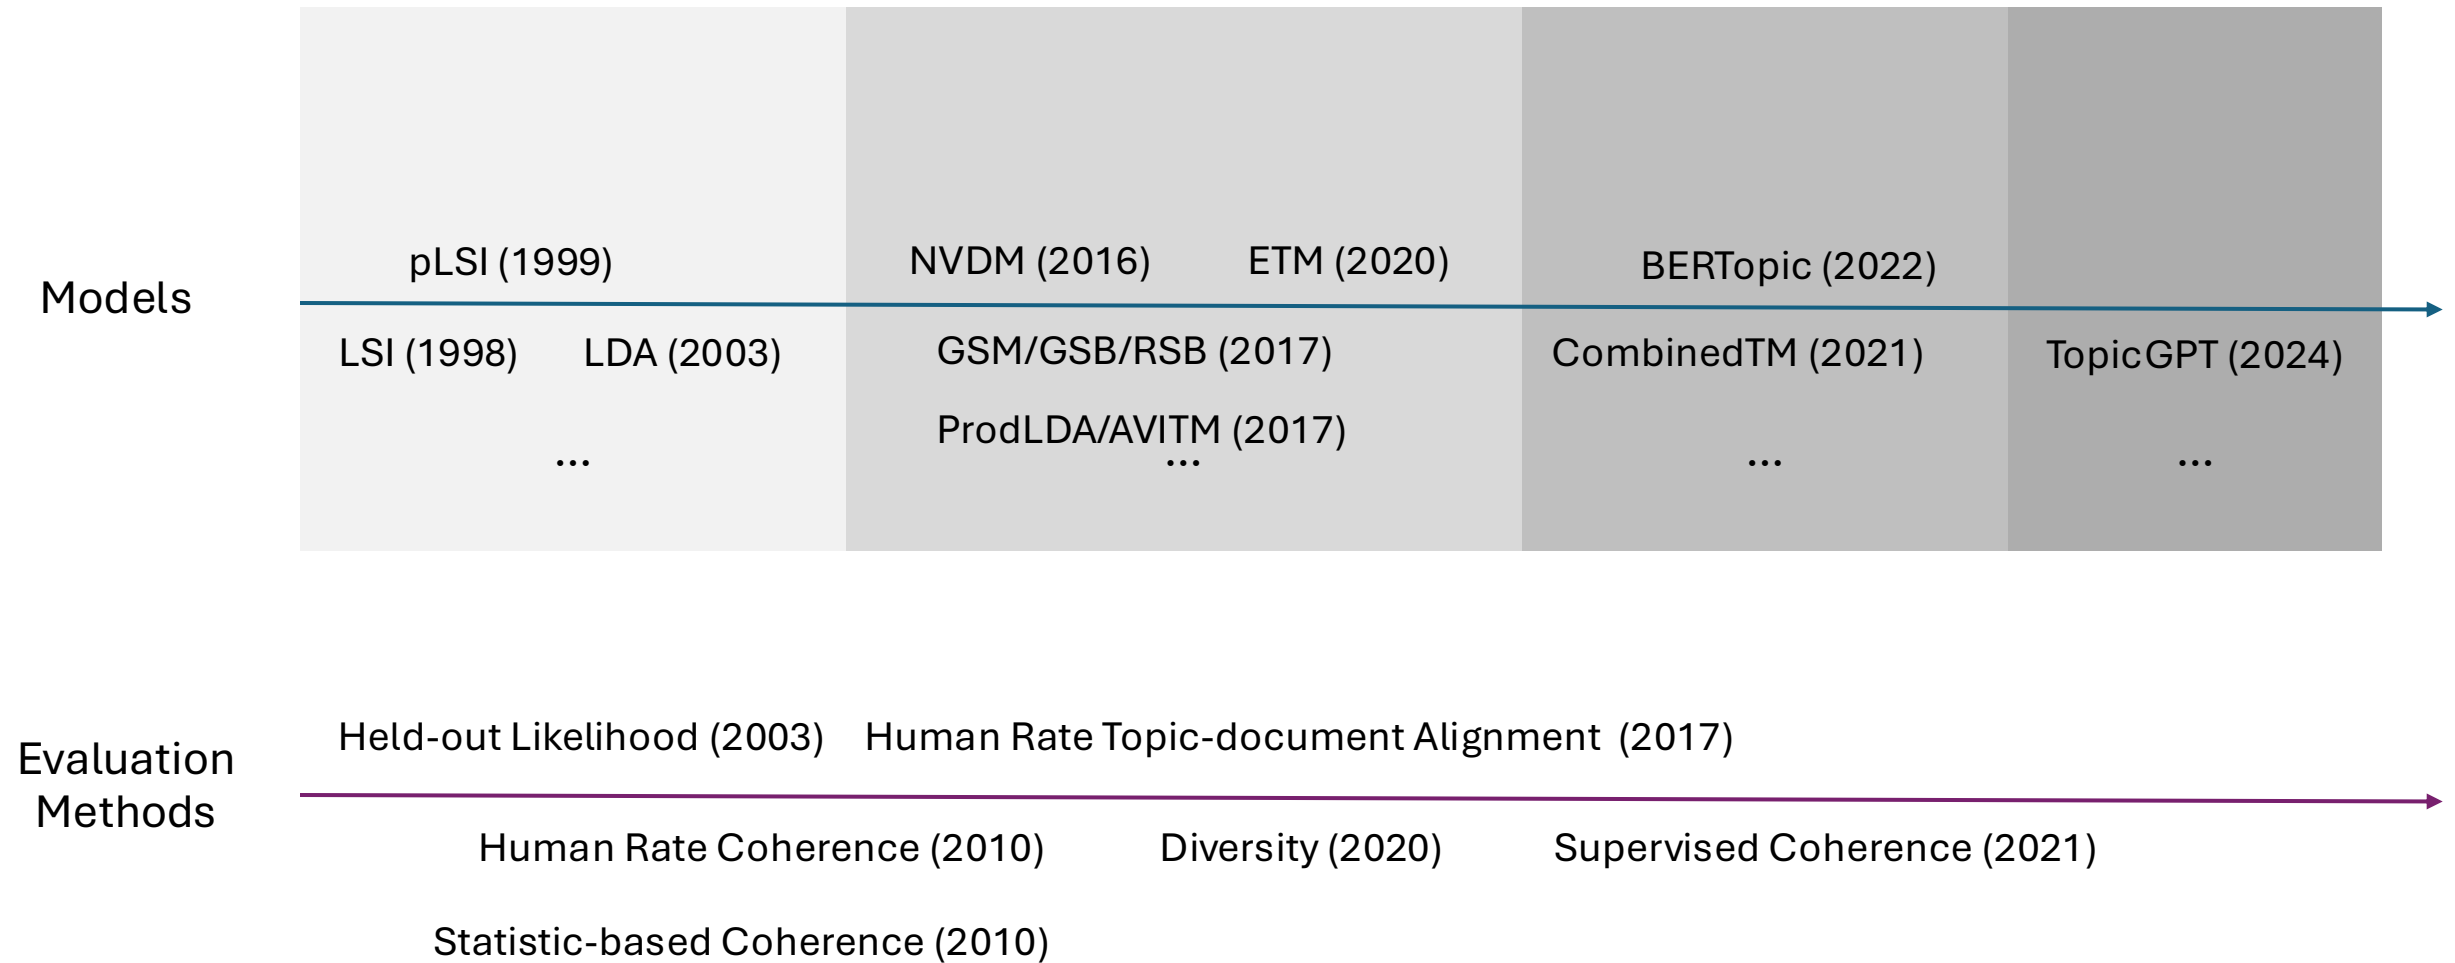 pLSI (1999)
NVDM (2016)
ETM (2020)
BERTopic (2022)
Models
LSI (1998)
LDA (2003)
GSM/GSB/RSB (2017)
CombinedTM (2021)
TopicGPT (2024)
ProdLDA/AVITM (2017)
...
...
...
...
Held-out Likelihood (2003)
Human Rate Topic-document Alignment (2017)
Evaluation
Methods
Human Rate Coherence (2010)
Diversity (2020)
Supervised Coherence (2021)
Statistic-based Coherence (2010)